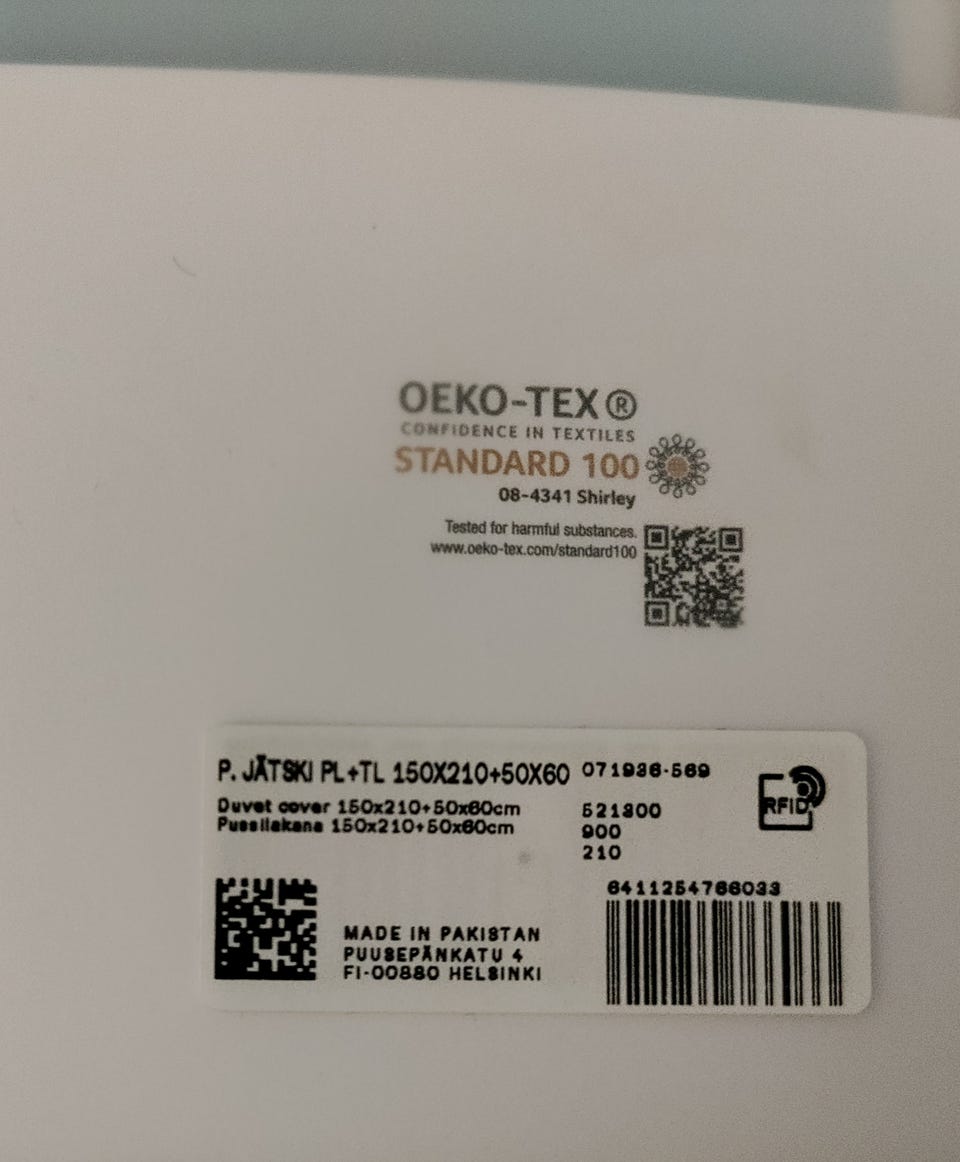 OEKO-TEX®
CONFIDENCE IN TEXTILES
STANDARD 100
08-4341 Shirley
Tested for harmful substances.
www.oeko-tex.com/standard100
P. JÄTSKI PL+TL 150X210+50X60 071936-569
Duvet cover 150x210+50x60cm 521300
Pussilakana 150x210+50x60cm 900
210
RFID
6411254766033
MADE IN PAKISTAN
PUUSEPÄNKATU 4
FI-00880 HELSINKI